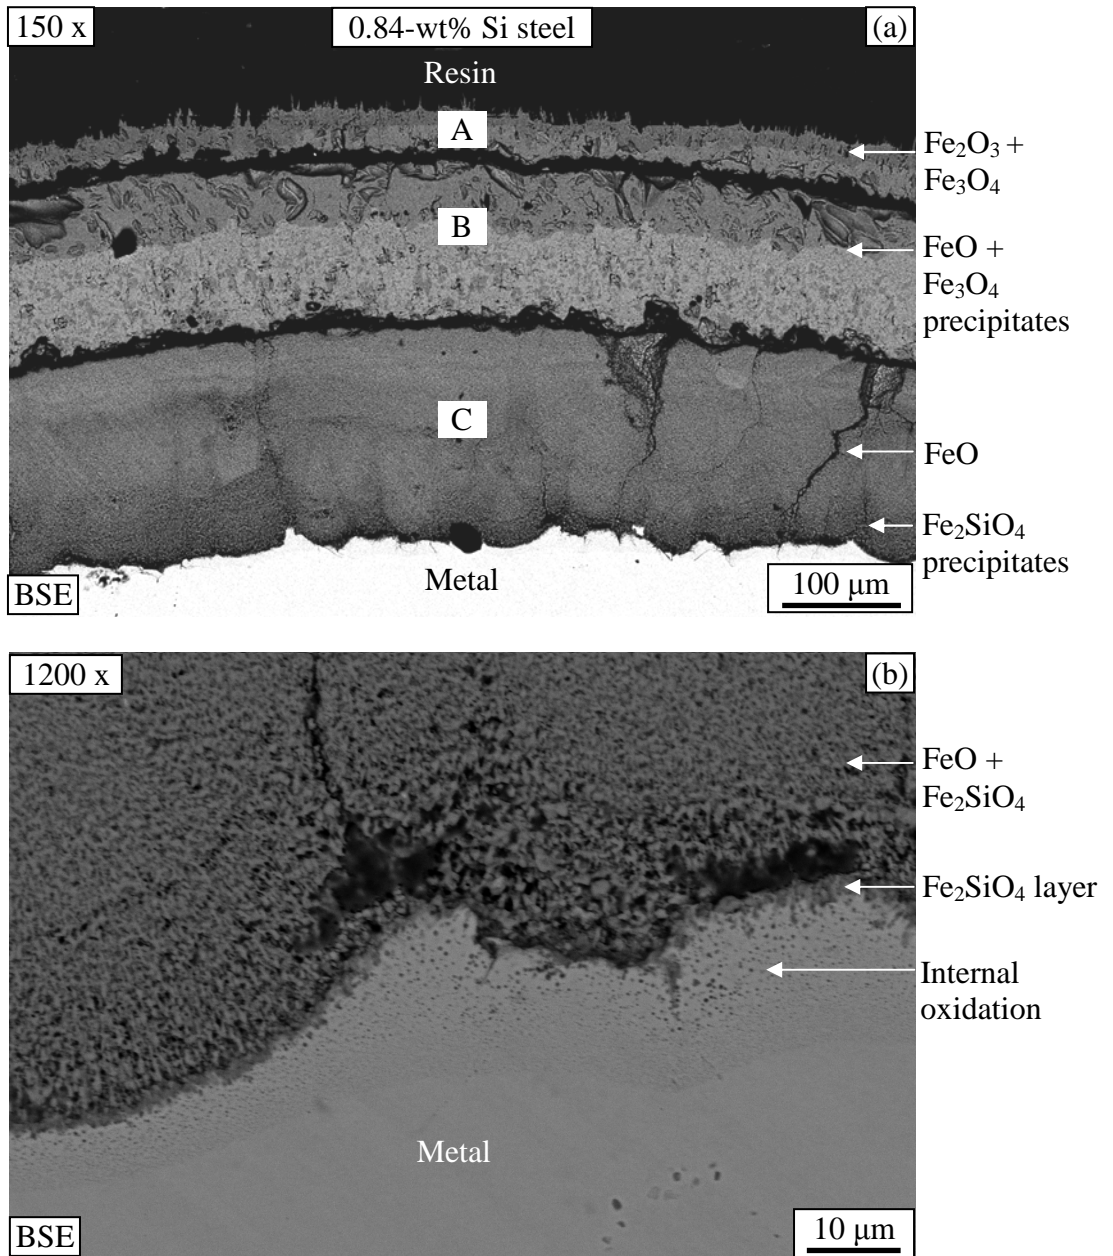 150 x
0.84-wt% Si steel
(a)
Resin
A
Fe₂O₃ +
Fe₃O₄
B
FeO +
Fe₃O₄
precipitates
C
FeO
Fe₂SiO₄
precipitates
Metal
BSE
100 μm
1200 x
(b)
FeO +
Fe₂SiO₄
Fe₂SiO₄ layer
Internal
oxidation
Metal
BSE
10 μm